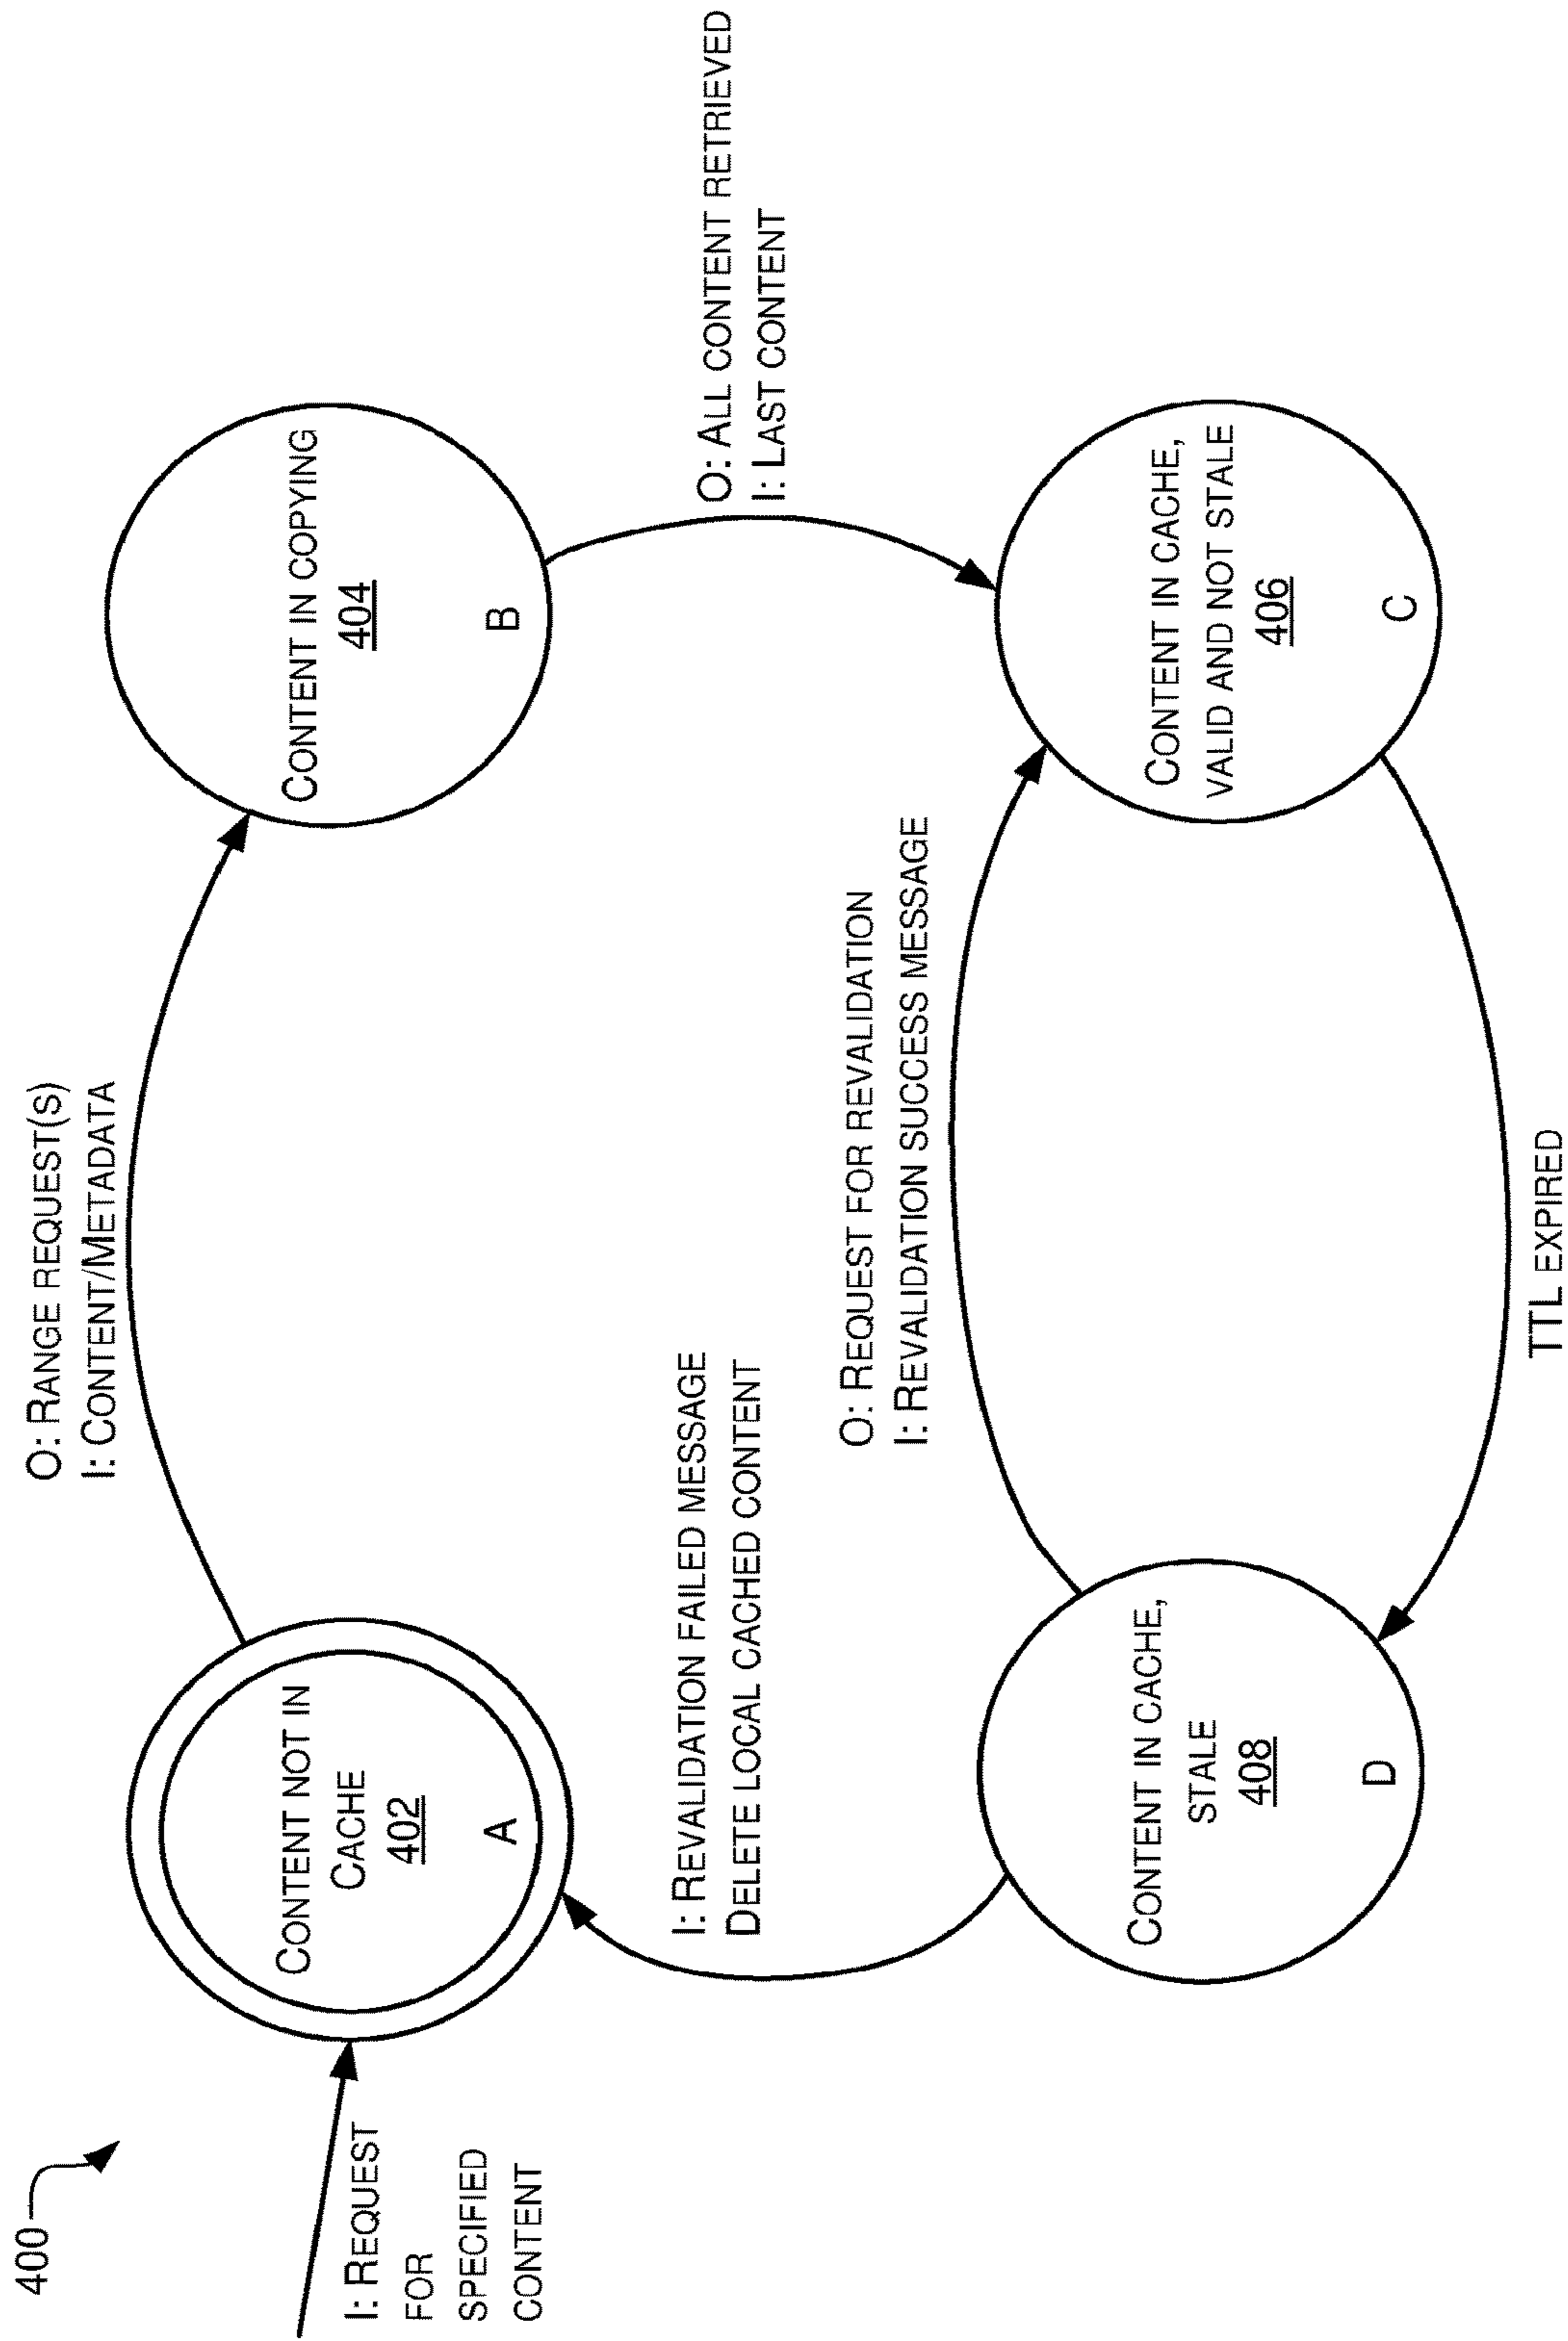 400
I: REQUEST
FOR
SPECIFIED
CONTENT
CONTENT NOT IN
CACHE
402
A
O: RANGE REQUEST(S)
I: CONTENT/METADATA
CONTENT IN COPYING
404
B
O: ALL CONTENT RETRIEVED
I: LAST CONTENT
I: REVALIDATION FAILED MESSAGE
DELETE LOCAL CACHED CONTENT
O: REQUEST FOR REVALIDATION
I: REVALIDATION SUCCESS MESSAGE
CONTENT IN CACHE,
STALE
408
D
CONTENT IN CACHE,
VALID AND NOT STALE
406
C
TTL EXPIRED